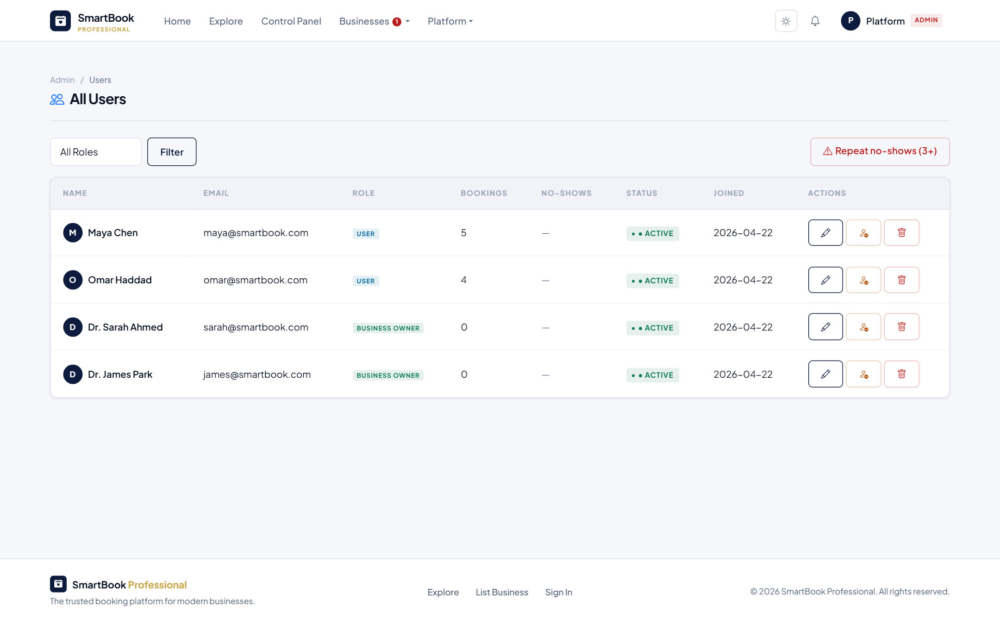 SmartBook
PROFESSIONAL
Home
Explore
Control Panel
Businesses 1
Platform
P
Platform
ADMIN
Admin / Users
All Users
All Roles
Filter
Repeat no-shows (3+)
NAME EMAIL ROLE BOOKINGS NO-SHOWS STATUS JOINED ACTIONS
M Maya Chen maya@smartbook.com USER 5 — • • ACTIVE 2026-04-22
O Omar Haddad omar@smartbook.com USER 4 — • • ACTIVE 2026-04-22
D Dr. Sarah Ahmed sarah@smartbook.com BUSINESS OWNER 0 — • • ACTIVE 2026-04-22
D Dr. James Park james@smartbook.com BUSINESS OWNER 0 — • • ACTIVE 2026-04-22
SmartBook Professional
The trusted booking platform for modern businesses.
Explore
List Business
Sign In
© 2026 SmartBook Professional. All rights reserved.